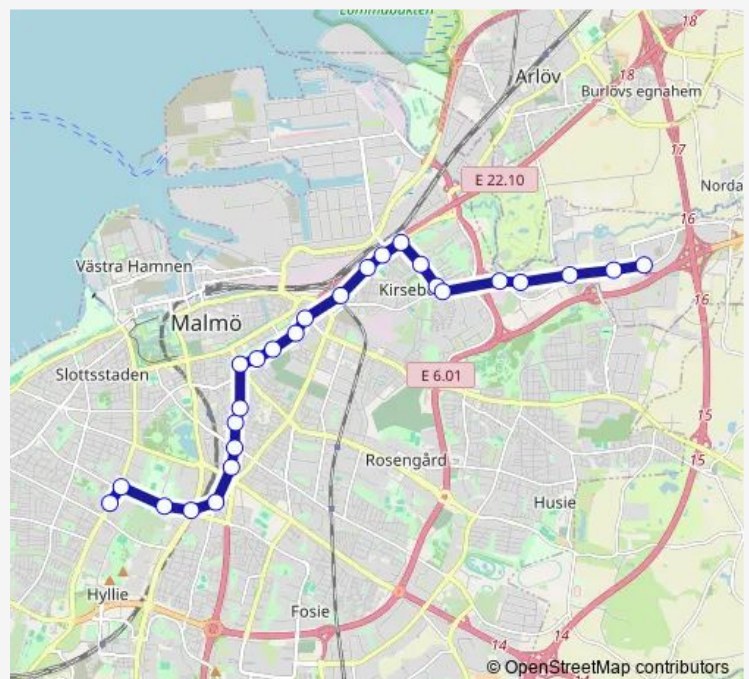 Lommabukten
18
Arlöv
18
Burlövs egnahem
17
E 22.10
Norda
16
Västra Hamnen
Kirsebe
16
Malmö
Slottsstaden
E 6.01
15
Rosengård
15
Husie
Hyllie
Fosie
14
14
© OpenStreetMap contributors